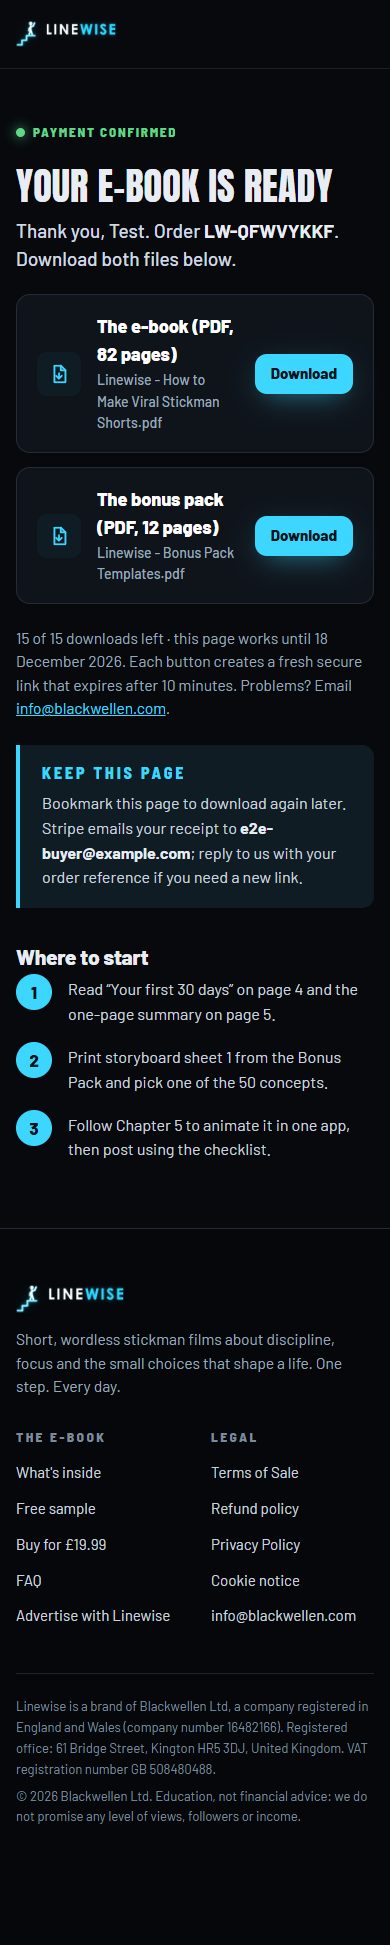 LINEWISE
PAYMENT CONFIRMED
YOUR E-BOOK IS READY
Thank you, Test. Order LW-QFWVYKKF.
Download both files below.
The e-book (PDF,
82 pages)
Linewise - How to
Make Viral Stickman
Shorts.pdf
Download
The bonus pack
(PDF, 12 pages)
Linewise - Bonus Pack
Templates.pdf
Download
15 of 15 downloads left · this page works until 18
December 2026. Each button creates a fresh secure
link that expires after 10 minutes. Problems? Email
info@blackwellen.com.
KEEP THIS PAGE
Bookmark this page to download again later.
Stripe emails your receipt to e2e-
buyer@example.com; reply to us with your
order reference if you need a new link.
Where to start
1 Read “Your first 30 days” on page 4 and the
one-page summary on page 5.
2 Print storyboard sheet 1 from the Bonus
Pack and pick one of the 50 concepts.
3 Follow Chapter 5 to animate it in one app,
then post using the checklist.
LINEWISE
Short, wordless stickman films about discipline,
focus and the small choices that shape a life. One
step. Every day.
THE E-BOOK
What's inside
Free sample
Buy for £19.99
FAQ
Advertise with Linewise
LEGAL
Terms of Sale
Refund policy
Privacy Policy
Cookie notice
info@blackwellen.com
Linewise is a brand of Blackwellen Ltd, a company registered in
England and Wales (company number 16482166). Registered
office: 61 Bridge Street, Kington HR5 3DJ, United Kingdom. VAT
registration number GB 508480488.
© 2026 Blackwellen Ltd. Education, not financial advice: we do
not promise any level of views, followers or income.